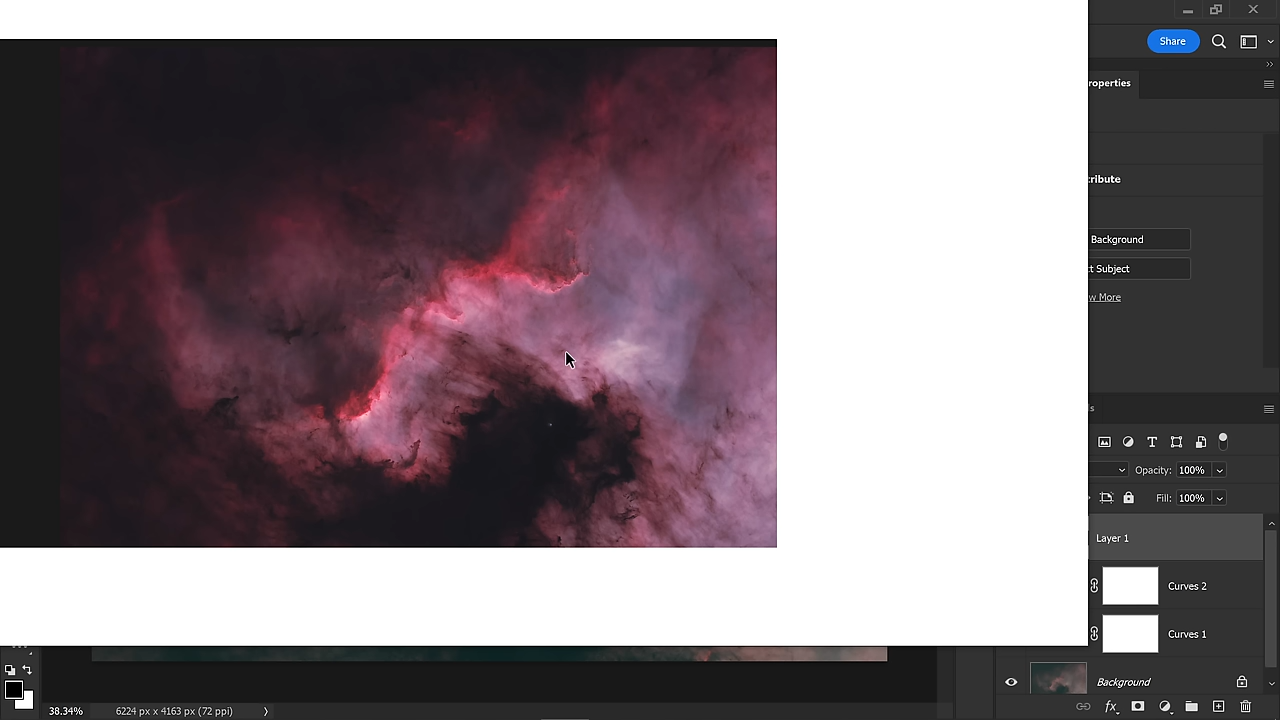 Share
roperties
ribute
Background
t Subject
w More
s
Opacity: 100%
Fill: 100%
Layer 1
Curves 2
Curves 1
Background
fx
38.34% 6224 px x 4163 px (72 ppi)